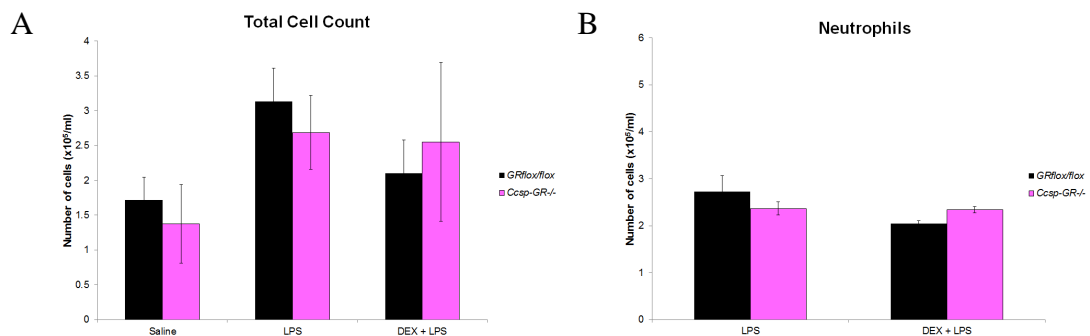 A
Total Cell Count
Number of cells (x10⁵/ml)
4
3.5
3
2.5
2
1.5
1
0.5
0
Saline
LPS
DEX + LPS
GRflox/flox
Ccsp-GR-/-
B
Neutrophils
Number of cells (x10⁵/ml)
6
5
4
3
2
1
0
LPS
DEX + LPS
GRflox/flox
Ccsp-GR-/-